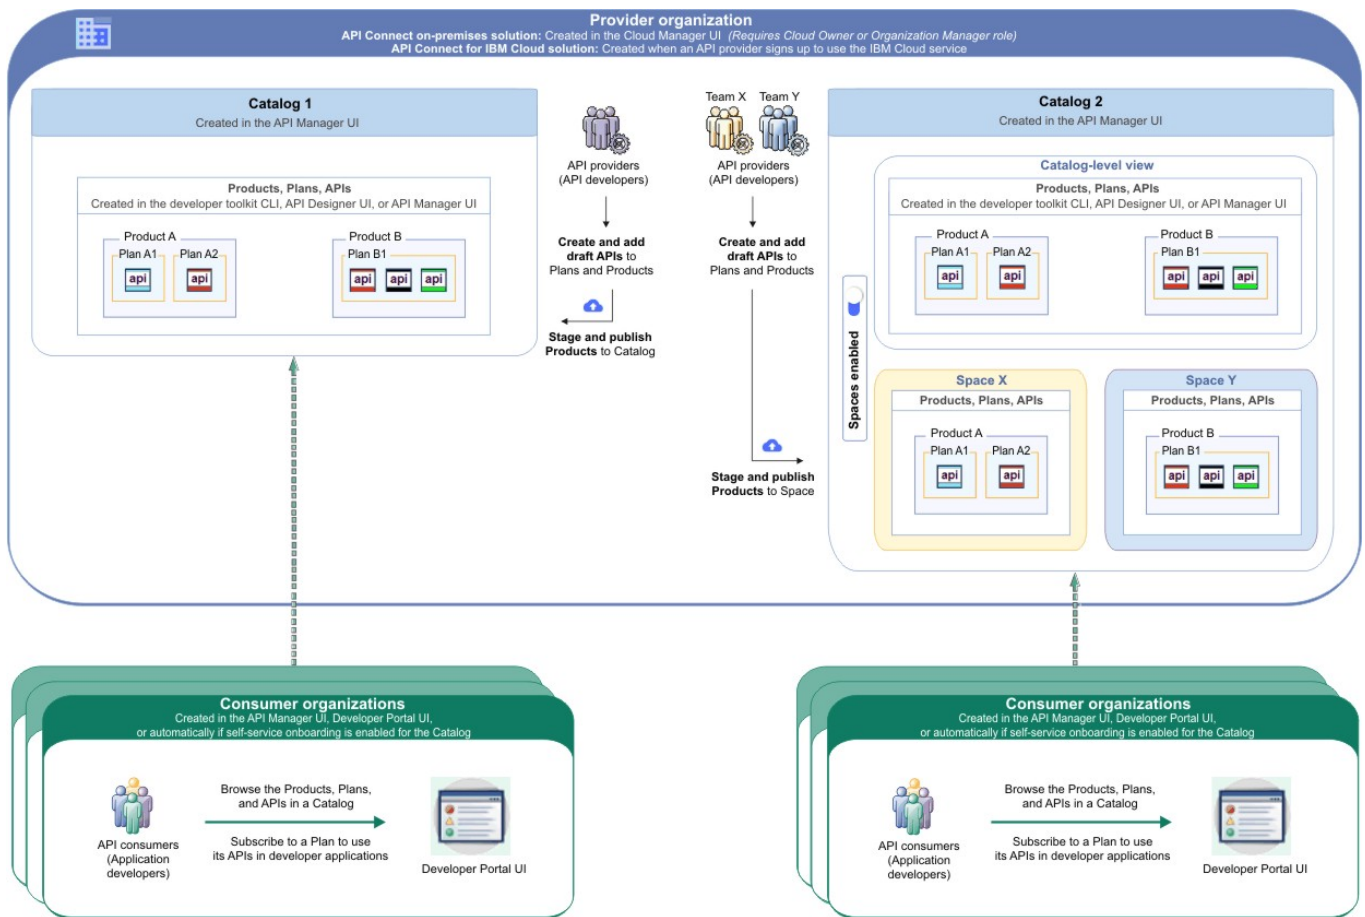 Provider organization
API Connect on-premises solution: Created in the Cloud Manager UI (Requires Cloud Owner or Organization Manager role)
API Connect for IBM Cloud solution: Created when an API provider signs up to use the IBM Cloud service
Catalog 1
Created in the API Manager UI
Products, Plans, APIs
Created in the developer toolkit CLI, API Designer UI, or API Manager UI
Product A
Plan A1
Plan A2
api
api
Product B
Plan B1
api
api
api
API providers
(API developers)
Create and add
draft APIs to
Plans and Products
Stage and publish
Products to Catalog
Team X
Team Y
API providers
(API developers)
Create and add
draft APIs to
Plans and Products
Stage and publish
Products to Space
Catalog 2
Created in the API Manager UI
Spaces enabled
Catalog-level view
Products, Plans, APIs
Created in the developer toolkit CLI, API Designer UI, or API Manager UI
Product A
Plan A1
Plan A2
api
api
Product B
Plan B1
api
api
api
Space X
Products, Plans, APIs
Product A
Plan A1
Plan A2
api
api
Space Y
Products, Plans, APIs
Product B
Plan B1
api
api
api
Consumer organizations
Created in the API Manager UI, Developer Portal UI,
or automatically if self-service onboarding is enabled for the Catalog
API consumers
(Application
developers)
Browse the Products, Plans,
and APIs in a Catalog
Subscribe to a Plan to use
its APIs in developer applications
Developer Portal UI
Consumer organizations
Created in the API Manager UI, Developer Portal UI,
or automatically if self-service onboarding is enabled for the Catalog
API consumers
(Application
developers)
Browse the Products, Plans,
and APIs in a Catalog
Subscribe to a Plan to use
its APIs in developer applications
Developer Portal UI